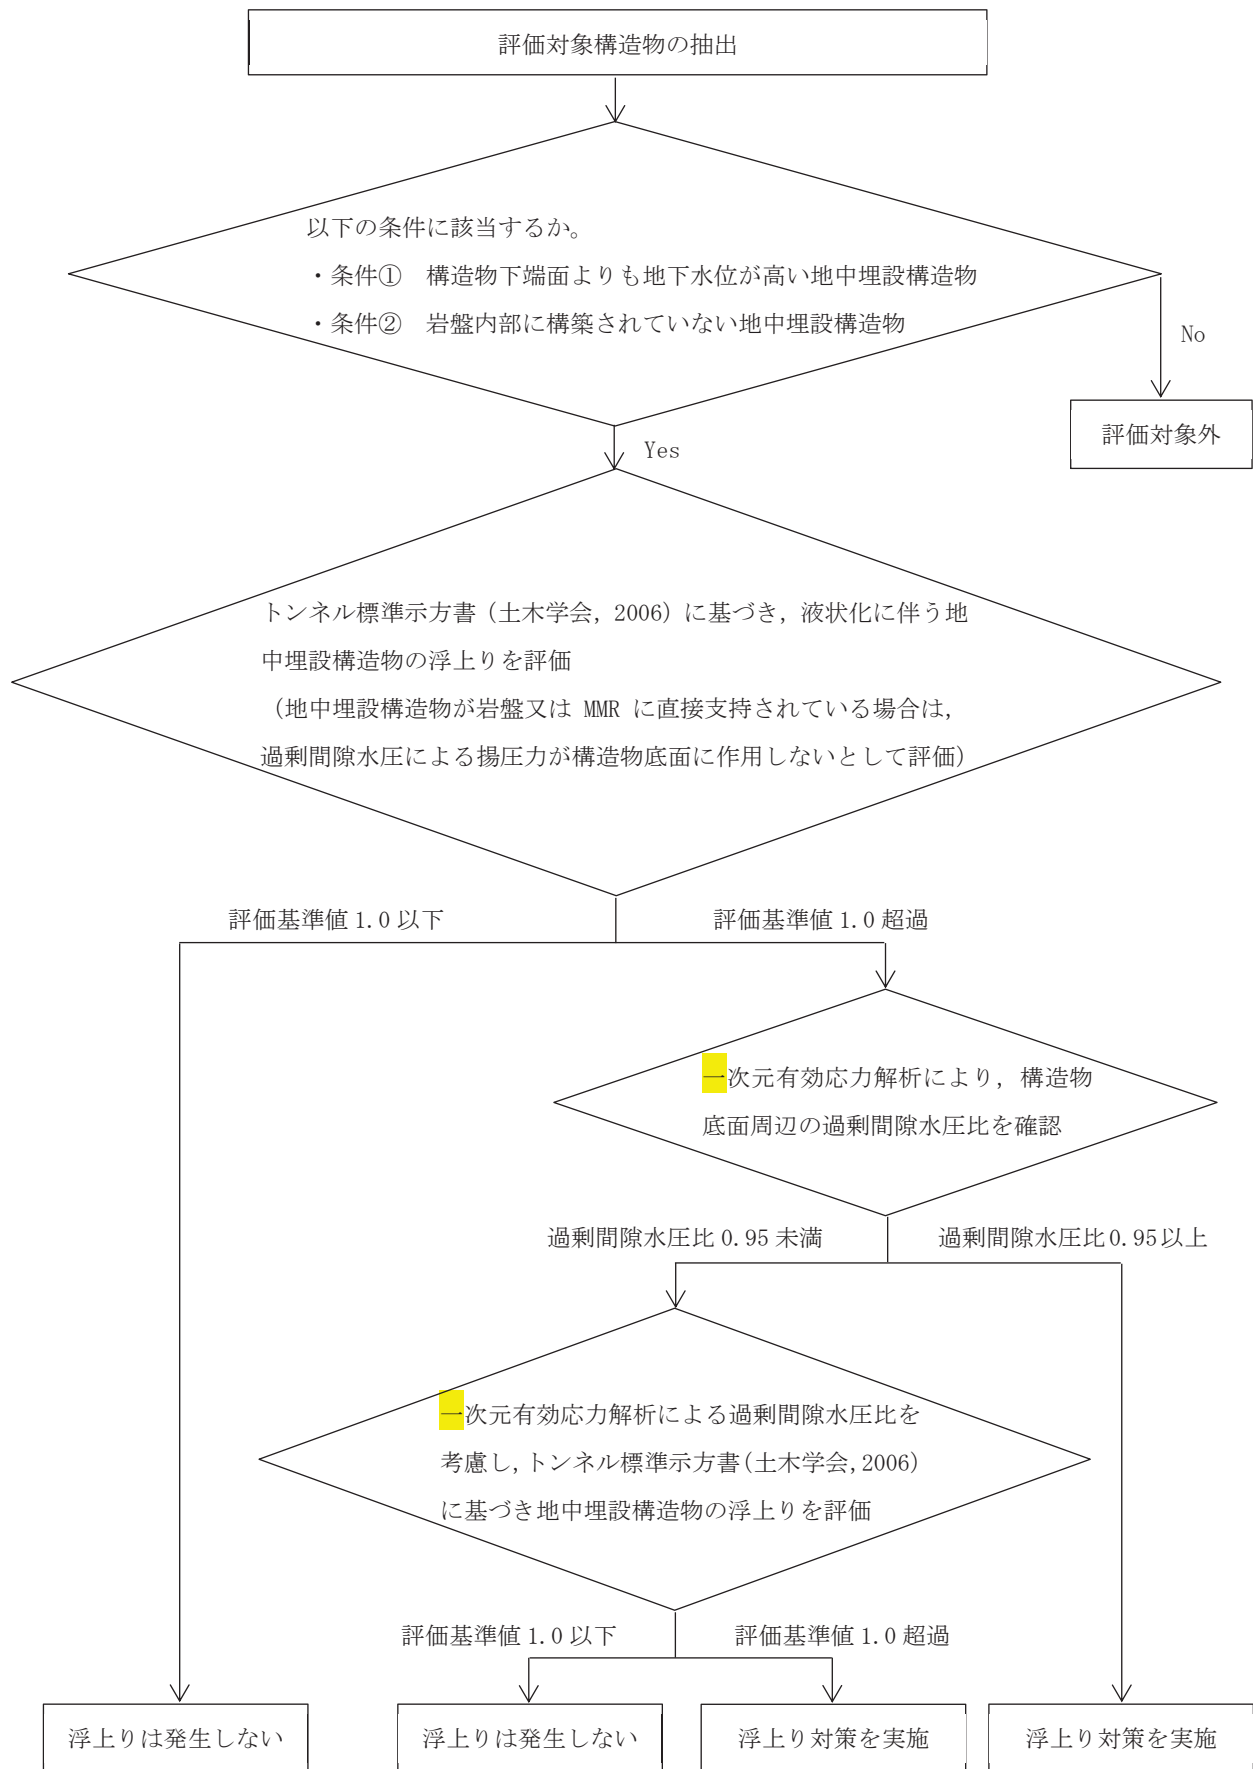 評価対象構造物の抽出
以下の条件に該当するか。
・条件①　構造物下端面よりも地下水位が高い地中埋設構造物
・条件②　岩盤内部に構築されていない地中埋設構造物
No
評価対象外
Yes
トンネル標準示方書（土木学会, 2006）に基づき，液状化に伴う地
中埋設構造物の浮上りを評価
（地中埋設構造物が岩盤又は MMR に直接支持されている場合は，
過剰間隙水圧による揚圧力が構造物底面に作用しないとして評価）
評価基準値 1.0 以下
評価基準値 1.0 超過
一次元有効応力解析により，構造物
底面周辺の過剰間隙水圧比を確認
過剰間隙水圧比 0.95 未満
過剰間隙水圧比 0.95 以上
一次元有効応力解析による過剰間隙水圧比を
考慮し，トンネル標準示方書（土木学会, 2006）
に基づき地中埋設構造物の浮上りを評価
評価基準値 1.0 以下
評価基準値 1.0 超過
浮上りは発生しない
浮上りは発生しない
浮上り対策を実施
浮上り対策を実施